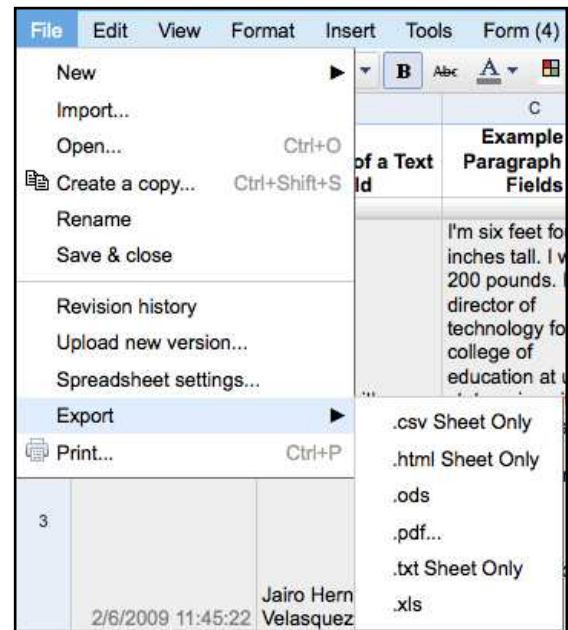 File Edit View Format Insert Tools Form (4)
New
B Abc A
Import...
C
Open... Ctrl+O
Example
of a Text Paragraph
Create a copy... Ctrl+Shift+S
ld Fields
Rename
Save & close
I'm six feet fo
inches tall. I w
200 pounds.
director of
technology fo
college of
education at u
Revision history
Upload new version...
Spreadsheet settings...
Export
Print... Ctrl+P
.csv Sheet Only
.html Sheet Only
.ods
.pdf...
.txt Sheet Only
.xls
3
2/6/2009 11:45:22 Jairo Hern
Velasquez